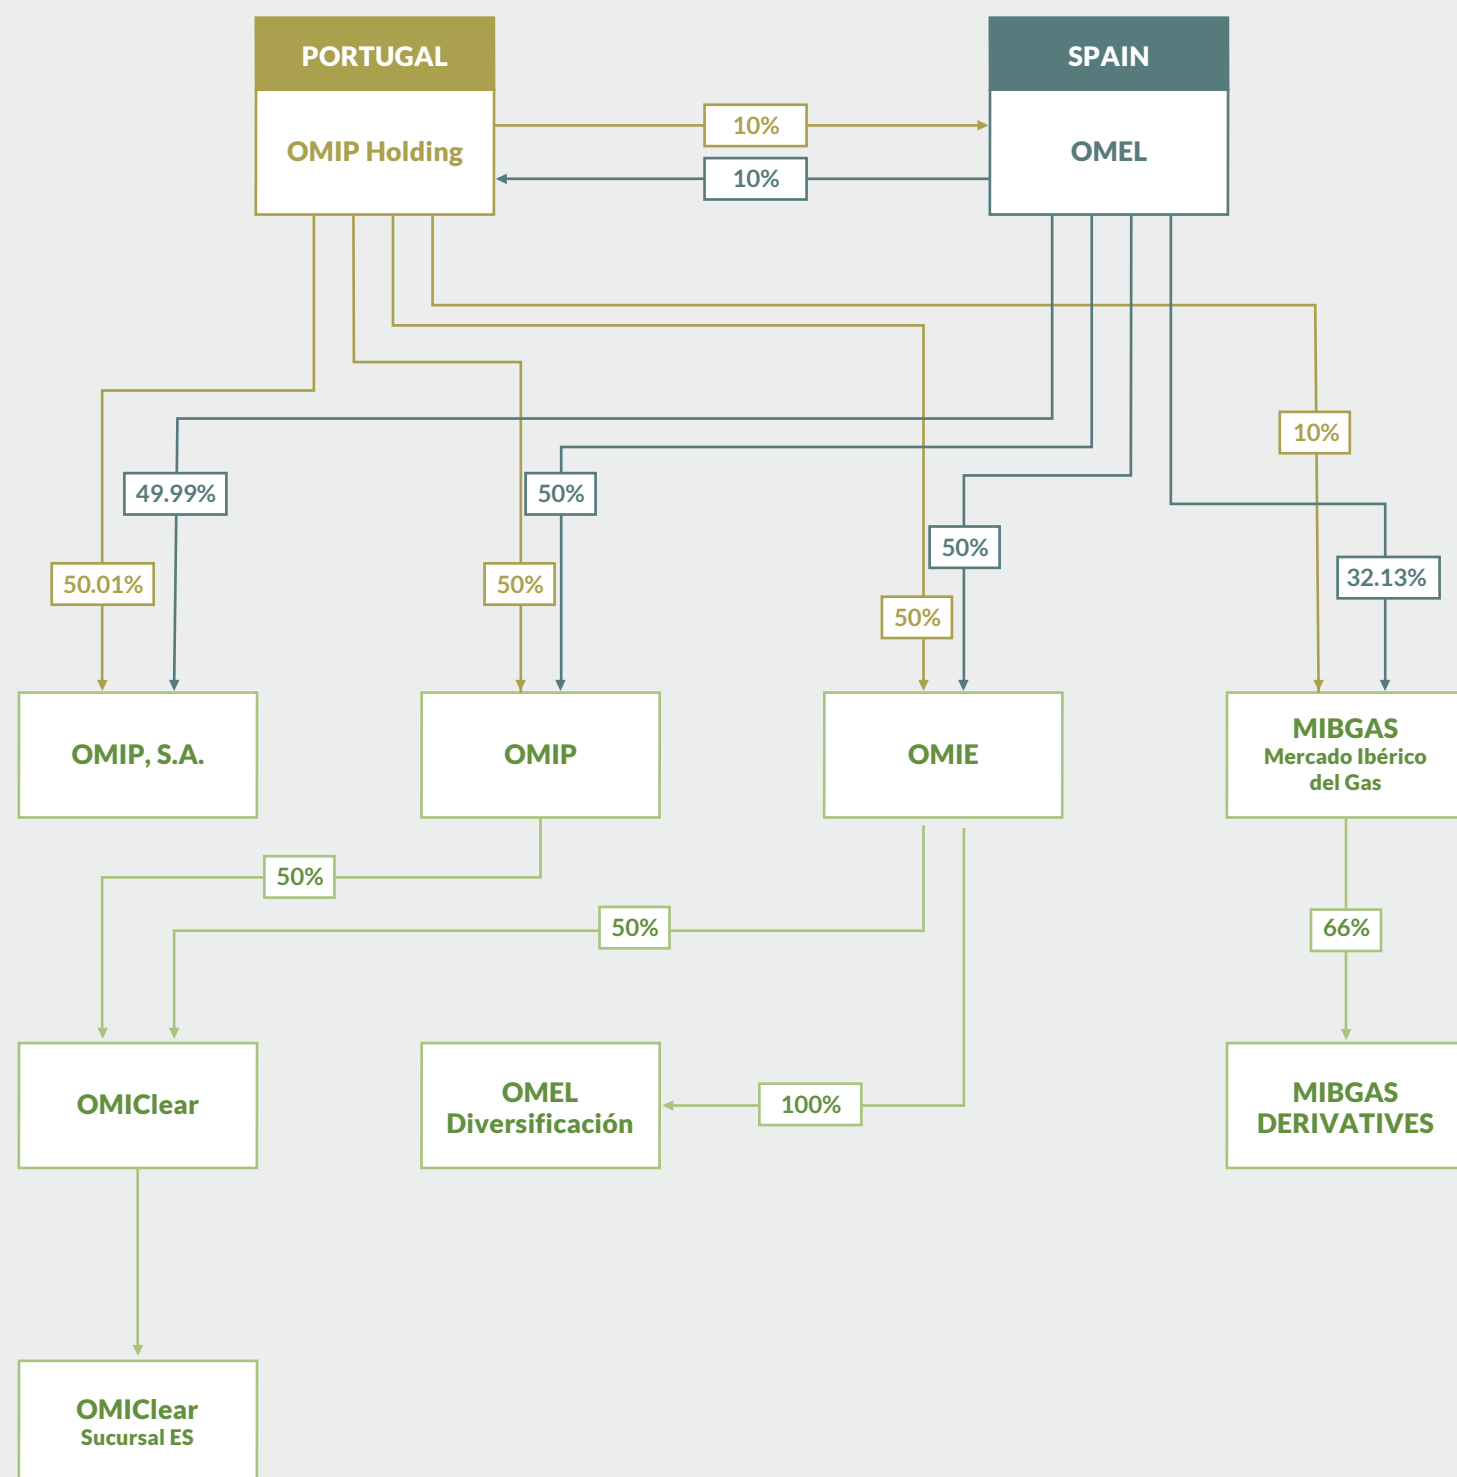 PORTUGAL
SPAIN
OMIP Holding
10%
OMEL
10%
10%
49.99%
50%
50%
50.01%
50%
32.13%
50%
OMIP, S.A.
OMIP
OMIE
MIBGAS
Mercado Ibérico
del Gas
50%
50%
66%
OMIClear
OMEL
Diversificación
100%
MIBGAS
DERIVATIVES
OMIClear
Sucursal ES